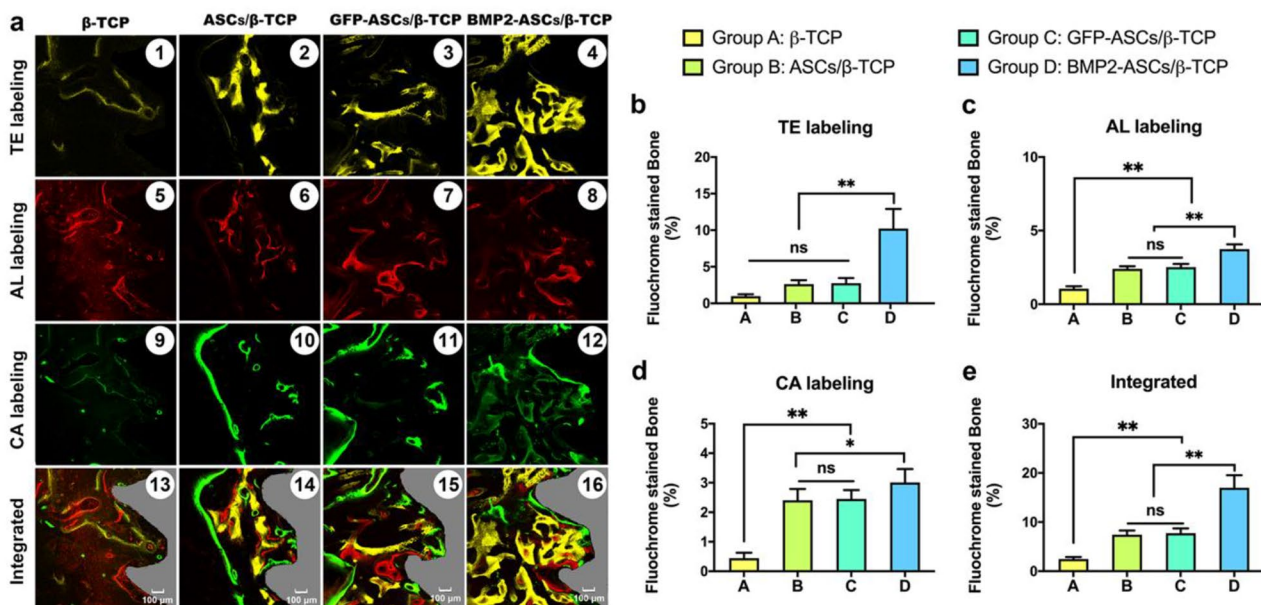 a
β-TCP
ASCs/β-TCP
GFP-ASCs/β-TCP
BMP2-ASCs/β-TCP
TE labeling
1
2
3
4
AL labeling
5
6
7
8
CA labeling
9
10
11
12
Integrated
13
14
15
16
100 μm
100 μm
100 μm
100 μm
Group A: β-TCP
Group B: ASCs/β-TCP
Group C: GFP-ASCs/β-TCP
Group D: BMP2-ASCs/β-TCP
b
TE labeling
Fluochrome stained Bone
(%)
20
15
10
5
0
**
ns
A B C D
c
AL labeling
Fluochrome stained Bone
(%)
10
5
0
**
**
ns
A B C D
d
CA labeling
Fluochrome stained Bone
(%)
5
4
3
2
1
0
**
*
ns
A B C D
e
Integrated
Fluochrome stained Bone
(%)
30
20
10
0
**
**
ns
A B C D